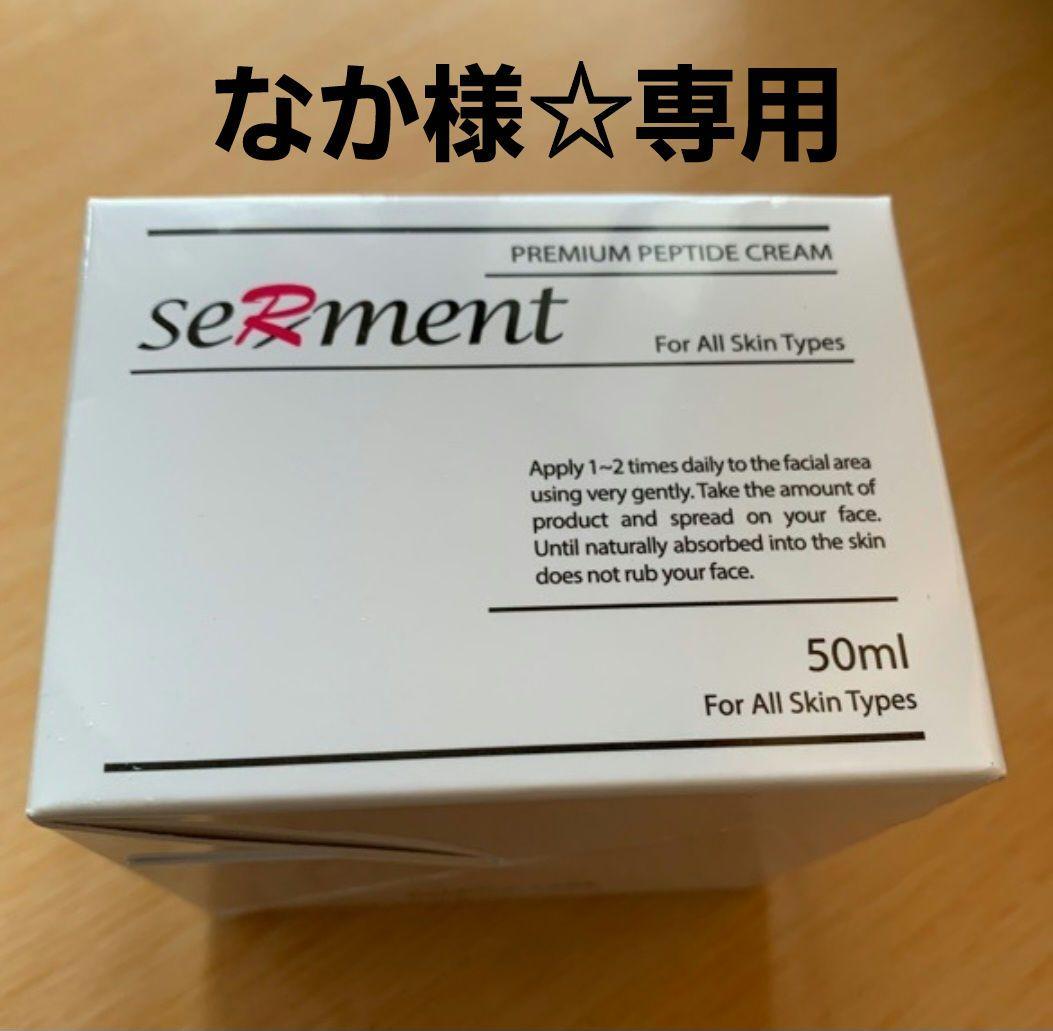 なか様☆専用
PREMIUM PEPTIDE CREAM
seRment
For All Skin Types
Apply 1~2 times daily to the facial area
using very gently. Take the amount of
product and spread on your face.
Until naturally absorbed into the skin
does not rub your face.
50ml
For All Skin Types